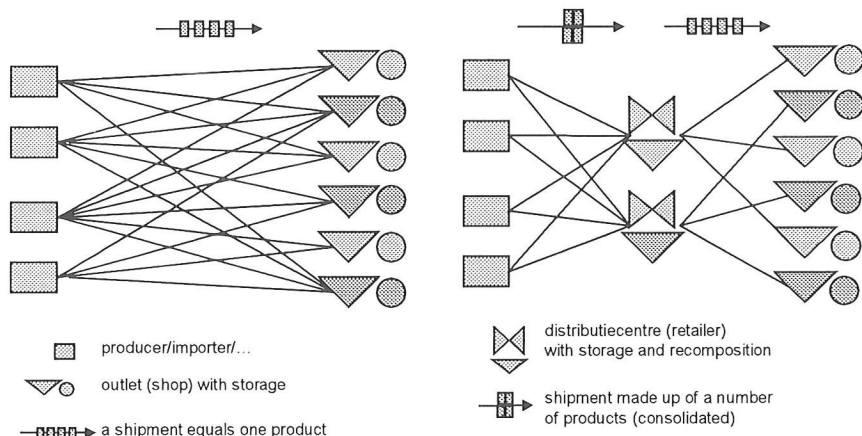 producer/importer/...
outlet (shop) with storage
a shipment equals one product
distributiecentre (retailer)
with storage and recomposition
shipment made up of a number
of products (consolidated)